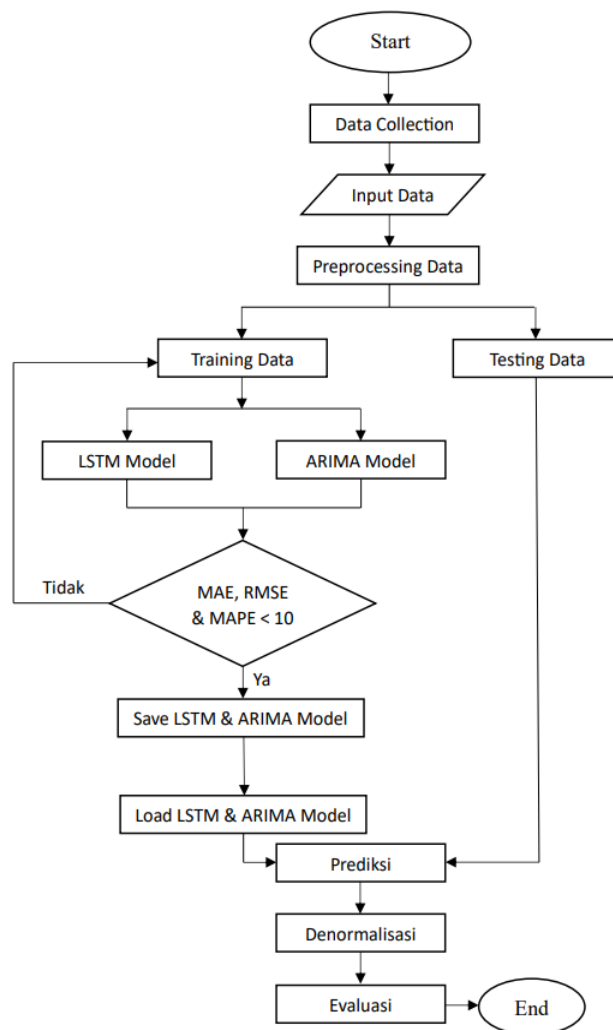 Start
Data Collection
Input Data
Preprocessing Data
Training Data
Testing Data
LSTM Model
ARIMA Model
Tidak
MAE, RMSE
& MAPE < 10
Ya
Save LSTM & ARIMA Model
Load LSTM & ARIMA Model
Prediksi
Denormalisasi
Evaluasi
End